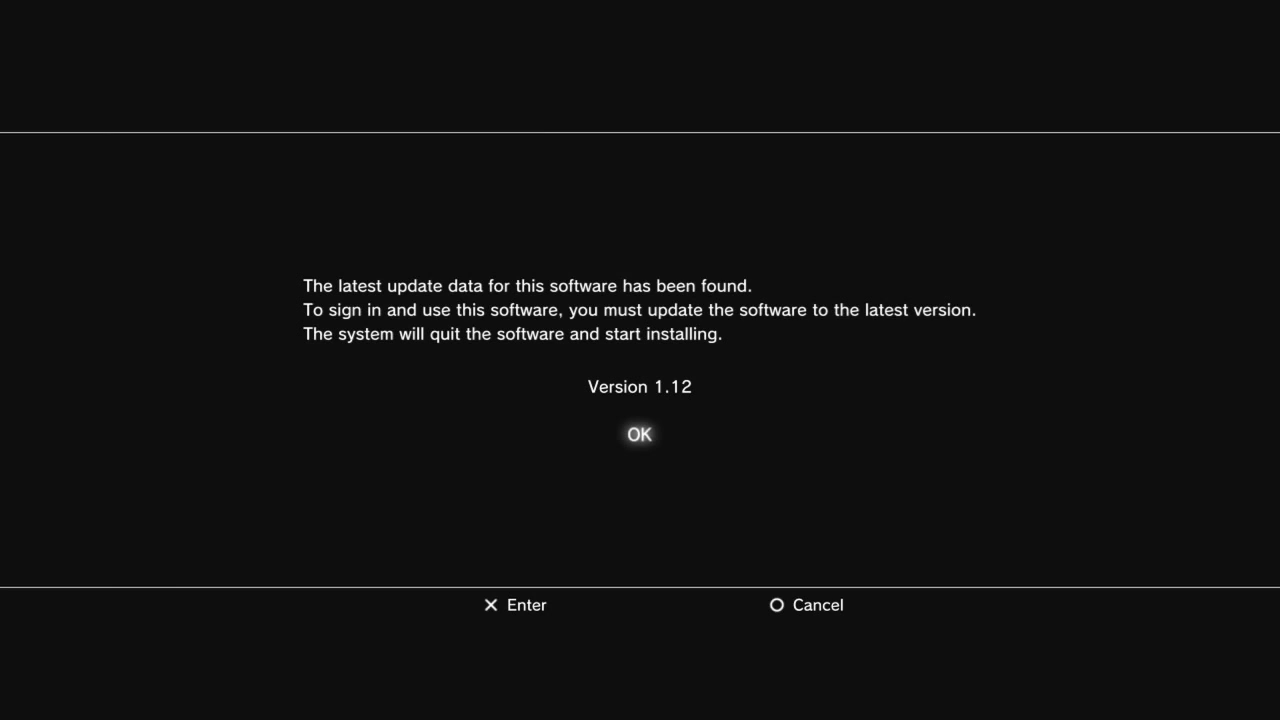 The latest update data for this software has been found.
To sign in and use this software, you must update the software to the latest version.
The system will quit the software and start installing.
Version 1.12
OK
Enter
Cancel